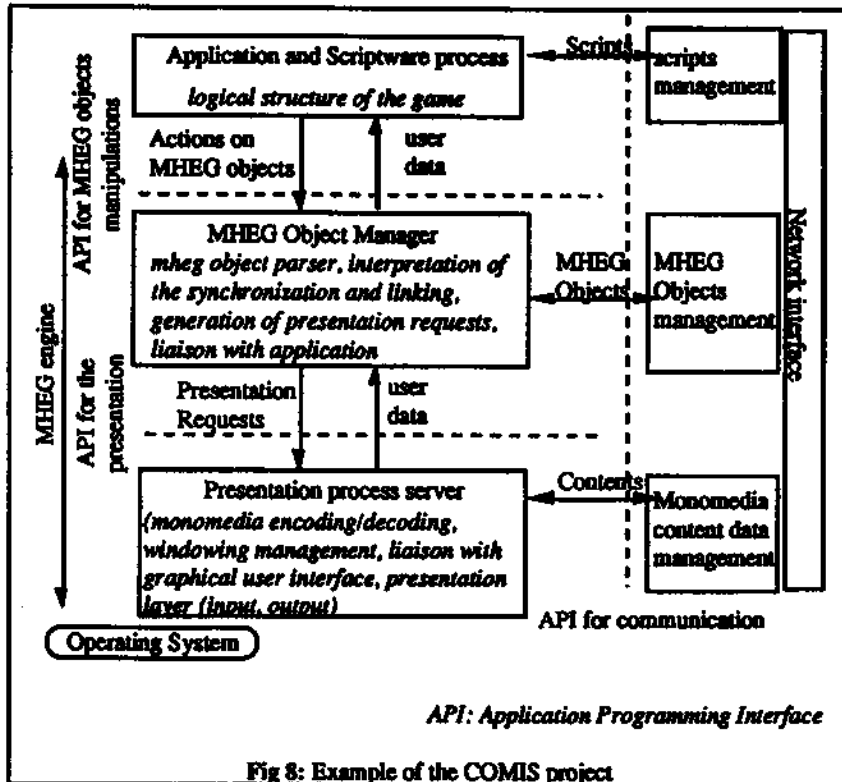 Application and Scriptware process
logical structure of the game
Scripts
scripts
management
Actions on
MHEG objects
user
data
API for MHEG objects
manipulations
MHEG Object Manager
mheg object parser, interpretation of
the synchronization and linking,
generation of presentation requests,
liaison with application
MHEG
Objects
MHEG
Objects
management
Network interface
MHEG engine
API for the
presentation
Presentation
Requests
user
data
Presentation process server
(monomedia encoding/decoding,
windowing management, liaison with
graphical user interface, presentation
layer (input, output)
Contents
Monomedia
content data
management
API for communication
Operating System
API: Application Programming Interface
Fig 8: Example of the COMIS project